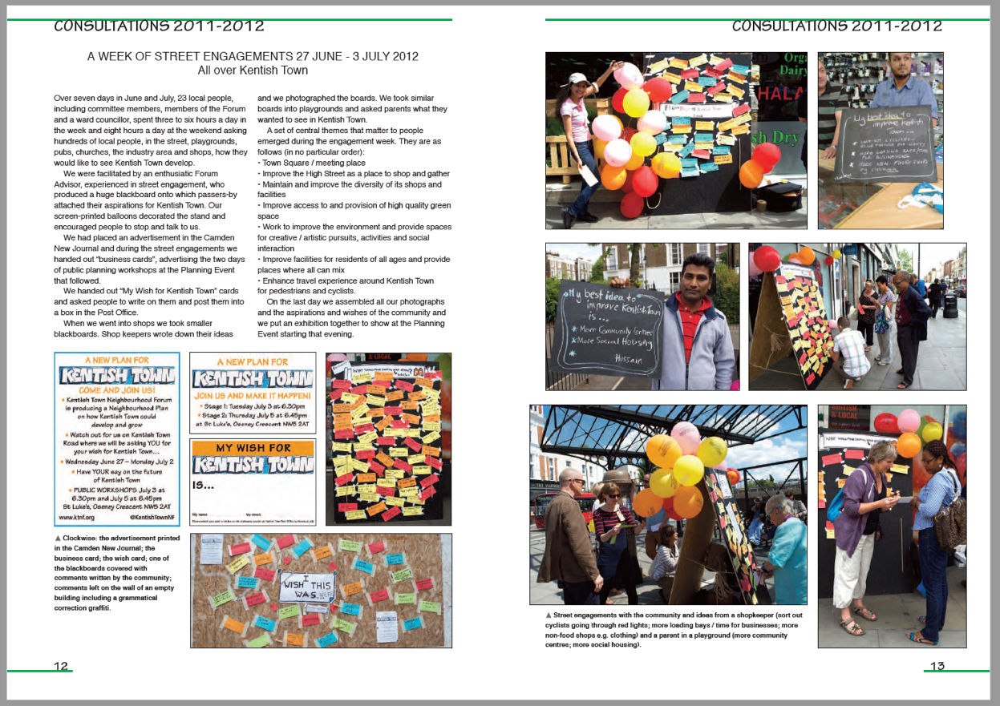 CONSULTATIONS 2011-2012
A WEEK OF STREET ENGAGEMENTS 27 JUNE - 3 JULY 2012
All over Kentish Town
Over seven days in June and July, 23 local people,
including committee members, members of the Forum
and a ward councillor, spent three to six hours a day in
the week and eight hours a day at the weekend asking
hundreds of local people, in the street, playgrounds,
pubs, churches, the industry area and shops, how they
would like to see Kentish Town develop.
We were facilitated by an enthusiastic Forum
Advisor, experienced in street engagement, who
produced a huge blackboard onto which passers-by
attached their aspirations for Kentish Town. Our
screen-printed balloons decorated the stand and
encouraged people to stop and talk to us.
We had placed an advertisement in the Camden
New Journal and during the street engagements we
handed out “business cards”, advertising the two days
of public planning workshops at the Planning Event
that followed.
We handed out “My Wish for Kentish Town” cards
and asked people to write on them and post them into
a box in the Post Office.
When we went into shops we took smaller
blackboards. Shop keepers wrote down their ideas
and we photographed the boards. We took similar
boards into playgrounds and asked parents what they
wanted to see in Kentish Town.
A set of central themes that matter to people
emerged during the engagement week. They are as
follows (in no particular order):
• Town Square / meeting place
• Improve the High Street as a place to shop and gather
• Maintain and improve the diversity of its shops and
facilities
• Improve access to and provision of high quality green
space
• Work to improve the environment and provide spaces
for creative / artistic pursuits, activities and social
interaction
• Improve facilities for residents of all ages and provide
places where all can mix
• Enhance travel experience around Kentish Town
for pedestrians and cyclists.
On the last day we assembled all our photographs
and the aspirations and wishes of the community and
we put an exhibition together to show at the Planning
Event starting that evening.
A NEW PLAN FOR
KENTISH TOWN
COME AND JOIN US!
• Kentish Town Neighbourhood Forum
is producing a Neighbourhood Plan
on how Kentish Town could
develop and grow
• Watch out for us on Kentish Town
Road where we will be asking YOU for
your wish for Kentish Town...
• Wednesday June 27 – Monday July 2
• Have YOUR say on the future
of Kentish Town
• PUBLIC WORKSHOPS July 3 at
6.30pm and July 5 at 6.45pm
St Luke's, Oseney Crescent NW5 2AT
www.ktnf.org @KentishTownNF
A NEW PLAN FOR
KENTISH TOWN
JOIN US AND MAKE IT HAPPEN!
• Stage 1: Tuesday July 3 at 6.30pm
• Stage 2: Thursday July 5 at 6.45pm
at St Luke's, Oseney Crescent NW5 2AT
MY WISH FOR
KENTISH TOWN
IS...
My name:
My street:
& LOCAL
I
WISH THIS
WAS...
▲ Clockwise: the advertisement printed
in the Camden New Journal; the
business card; the wish card; one of
the blackboards covered with
comments written by the community;
comments left on the wall of an empty
building including a grammatical
correction graffiti.
12
CONSULTATIONS 2011-2012
Orga
Dairy
HALA
sh Dry
My best idea to
improve Kentish
Town...
My best idea to
improve Kentish Town
is ...
* More Community Centres
* More Social Housing
*
Hussain
BRITISH
& LOCAL
▲ Street engagements with the community and ideas from a shopkeeper (sort out
cyclists going through red lights; more loading bays / time for businesses; more
non-food shops e.g. clothing) and a parent in a playground (more community
centres; more social housing).
13